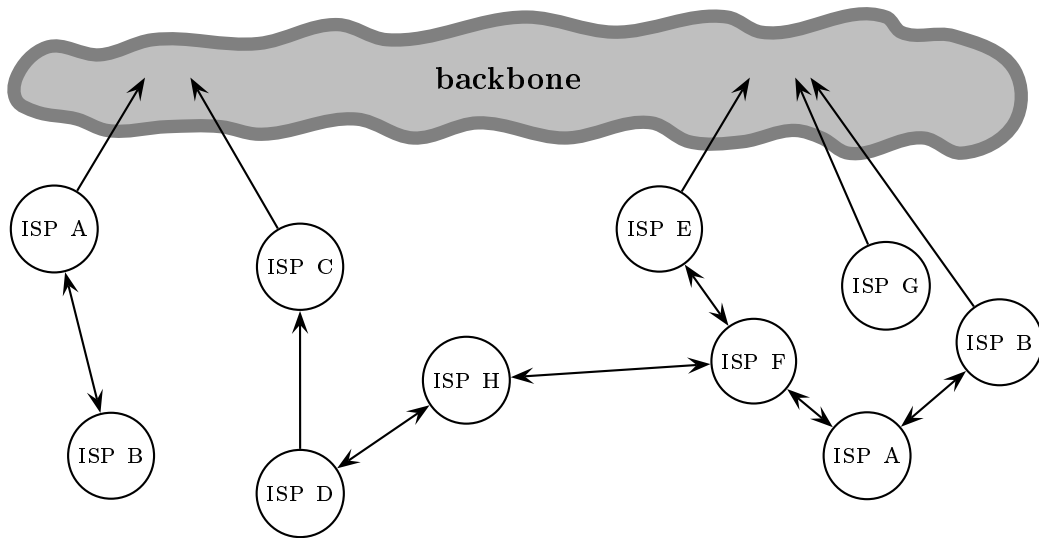 backbone
ISP A
ISP E
ISP C
ISP G
ISP B
ISP F
ISP H
ISP B
ISP A
ISP D